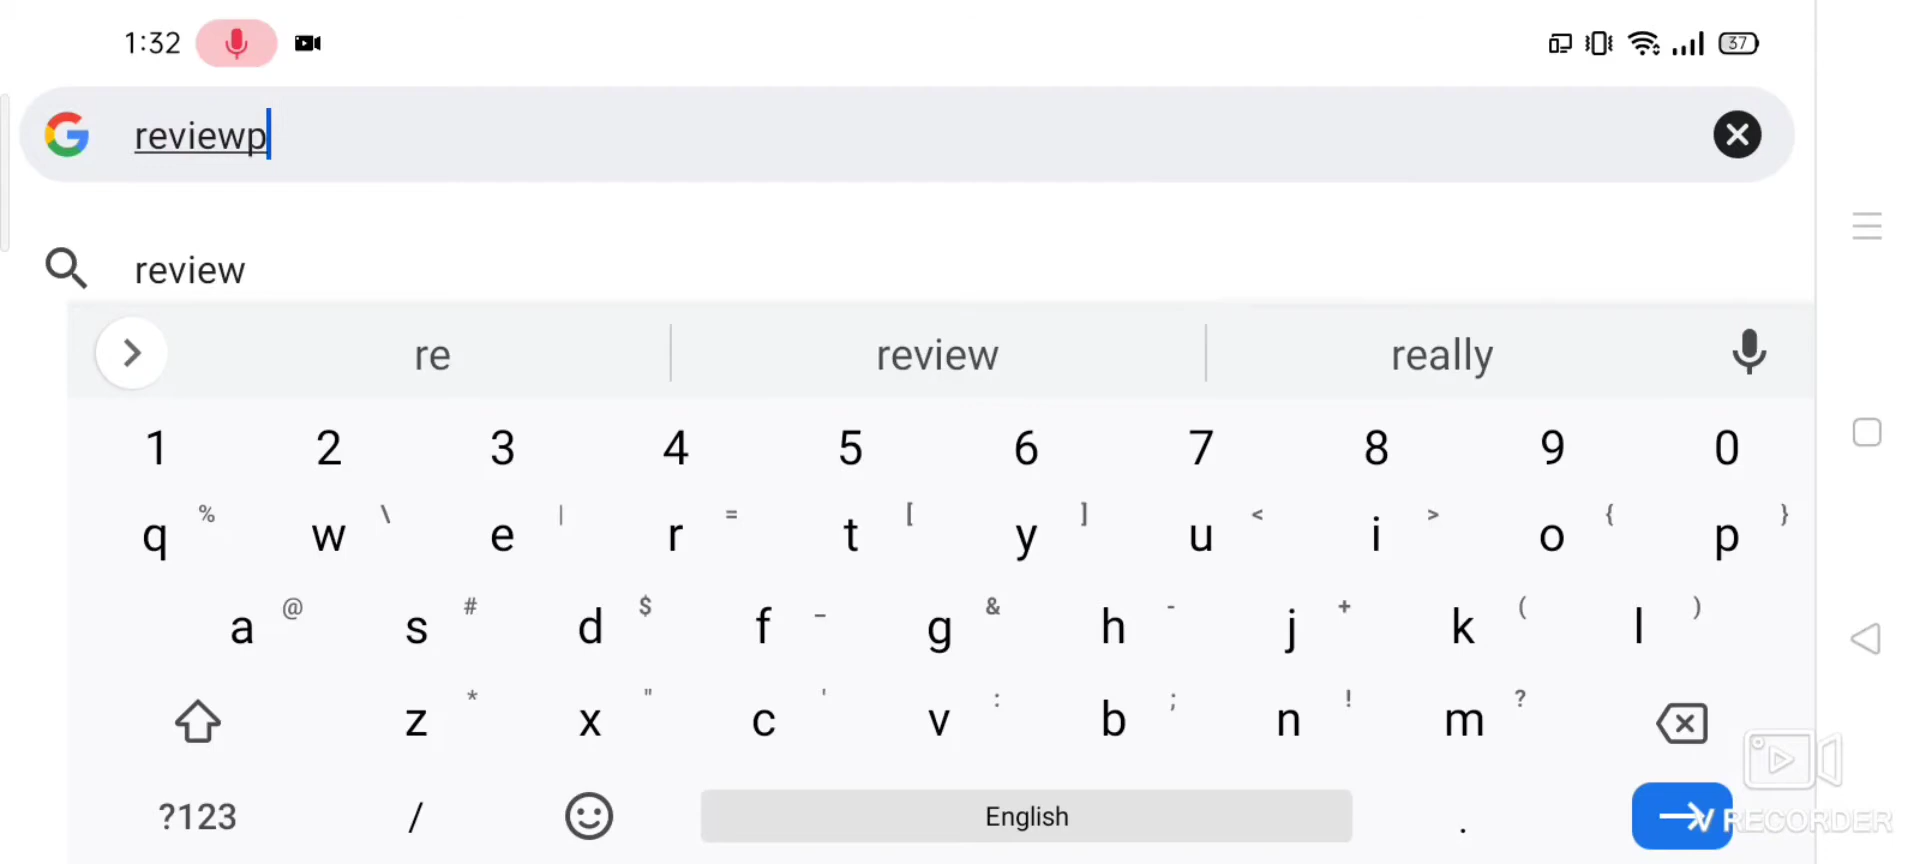 1:32
37
reviewp
review
re review really
1 2 3 4 5 6 7 8 9 0
% \ | = [ ] < > { }
q w e r t y u i o p
@ # $ _ & - + ( )
a s d f g h j k l
* " ' : ; ! ?
z x c v b n m
?123 / English .
V RECORDER